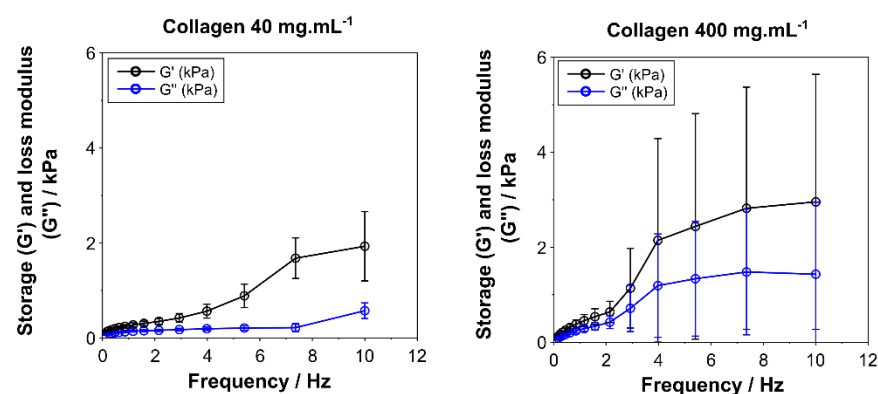 Collagen 40 mg.mL⁻¹
Storage (G') and loss modulus
(G") / kPa
6
4
2
0
G' (kPa)
G" (kPa)
0 2 4 6 8 10 12
Frequency / Hz
Collagen 400 mg.mL⁻¹
Storage (G') and loss modulus
(G") / kPa
6
4
2
0
G' (kPa)
G" (kPa)
0 2 4 6 8 10 12
Frequency / Hz